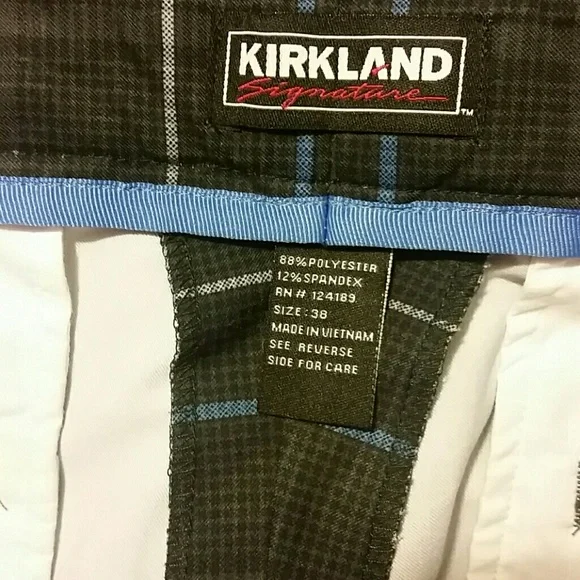 KIRKLAND
Signature
TM
88% POLYESTER
12% SPANDEX
RN # 124189
SIZE : 38
MADE IN VIETNAM
SEE REVERSE
SIDE FOR CARE